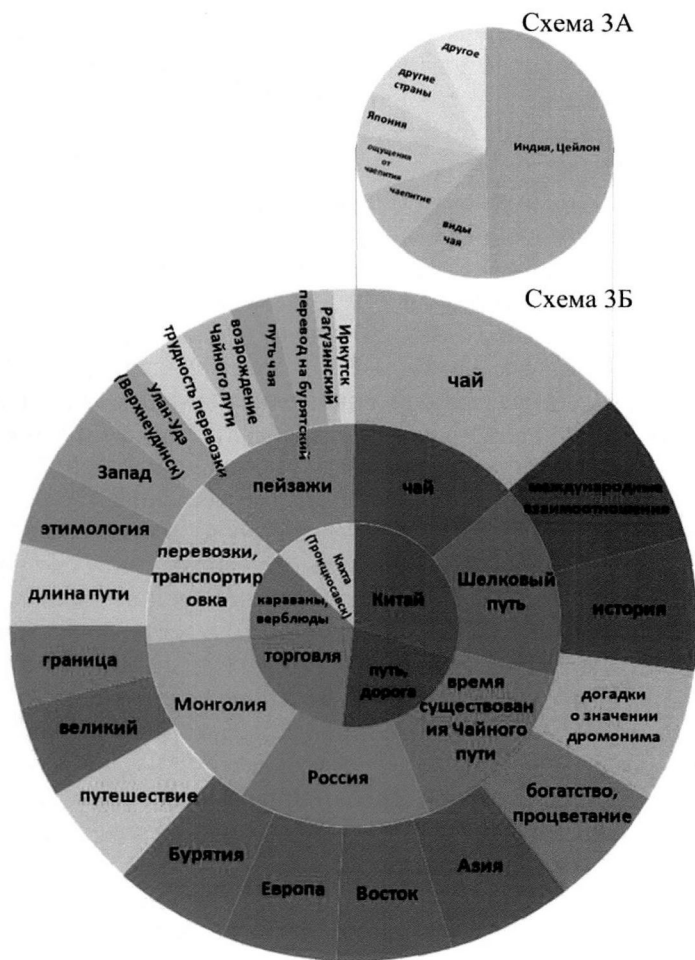 Схема 3А
другое
другие
страны
Япония
ощущения
от
чаепития
чаепитие
виды
чая
Индия, Цейлон
Схема 3Б
чай
международные
взаимоотношения
история
догадки
о значении
дромонима
богатство,
процветание
Азия
Восток
Европа
Бурятия
путешествие
великий
граница
длина пути
этимология
Запад
Улан-Удэ
(Верхнеудинск)
трудность перевозки
возрождение
Чайного пути
путь чая
перевод на бурятский
Рагузинский
Иркутск
чай
Шелковый
путь
время
существован
ия Чайного
пути
Россия
Монголия
перевозки,
транспортир
овка
пейзажи
Китай
путь,
дорога
торговля
караваны,
верблюды
Кяхта
(Троицкосавск)